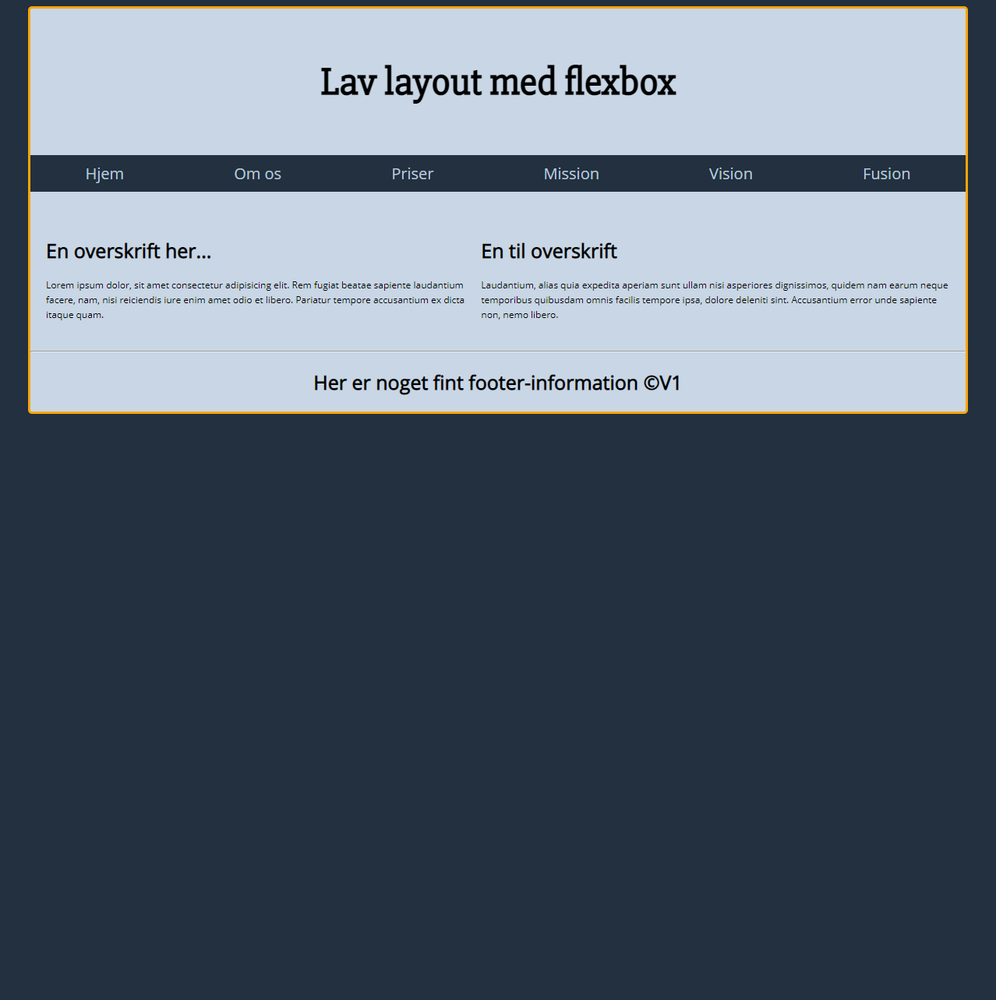 Lav layout med flexbox
Hjem Om os Priser Mission Vision Fusion
En overskrift her...
Lorem ipsum dolor, sit amet consectetur adipisicing elit. Rem fugiat beatae sapiente laudantium
facere, nam, nisi reiciendis iure enim amet odio et libero. Pariatur tempore accusantium ex dicta
itaque quam.
En til overskrift
Laudantium, alias quia expedita aperiam sunt ullam nisi asperiores dignissimos, quidem nam earum neque
temporibus quibusdam omnis facilis tempore ipsa, dolore deleniti sint. Accusantium error unde sapiente
non, nemo libero.
Her er noget fint footer-information ©V1